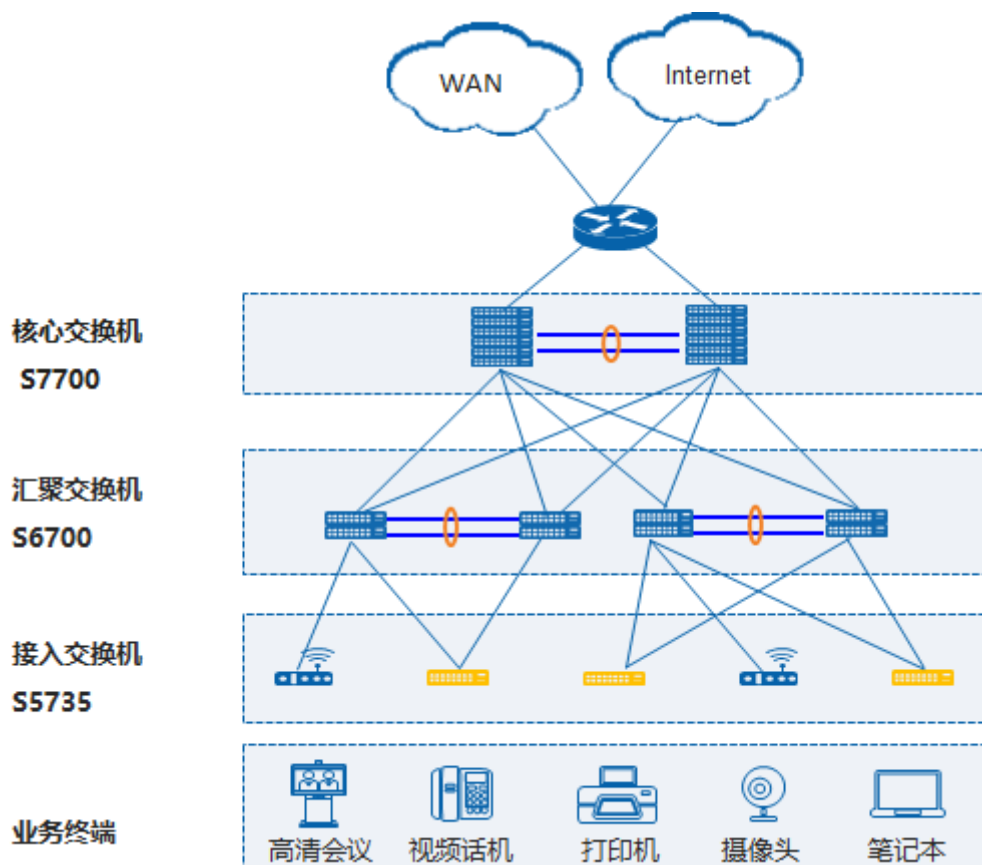 WAN
Internet
核心交换机
S7700
汇聚交换机
S6700
接入交换机
S5735
业务终端
高清会议 视频话机 打印机 摄像头 笔记本